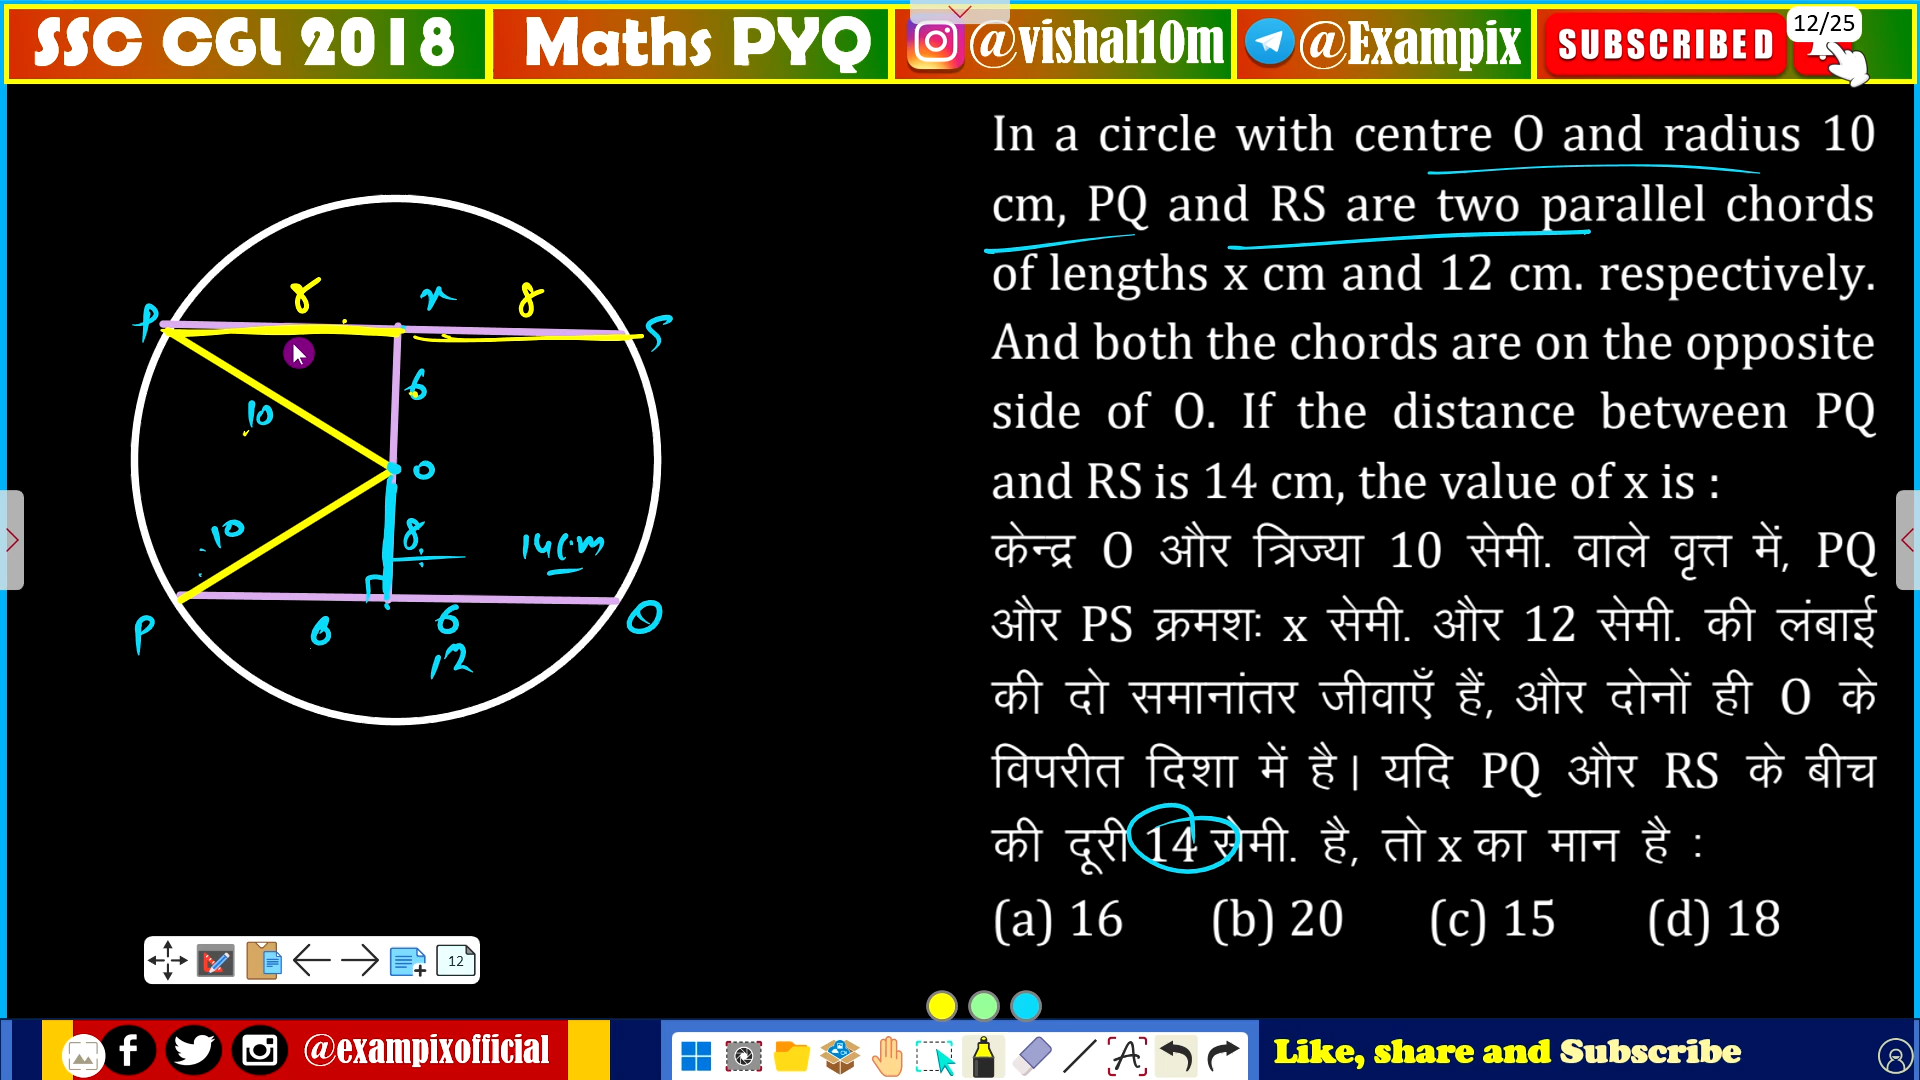 SSC CGL 2018 Maths PYQ @vishal10m @Exampix SUBSCRIBED 12/25
In a circle with centre O and radius 10
cm, PQ and RS are two parallel chords
of lengths x cm and 12 cm. respectively.
And both the chords are on the opposite
side of O. If the distance between PQ
and RS is 14 cm, the value of x is :
केन्द्र O और त्रिज्या 10 सेमी. वाले वृत्त में, PQ
और PS क्रमशः x सेमी. और 12 सेमी. की लंबाई
की दो समानांतर जीवाएँ हैं, और दोनों ही O के
विपरीत दिशा में है। यदि PQ और RS के बीच
की दूरी 14 सेमी. है, तो x का मान है :
(a) 16 (b) 20 (c) 15 (d) 18
8 x 8
P S
6
10
O
10 8 14cm
P 6 6 Q
12
12
@exampixofficial Like, share and Subscribe